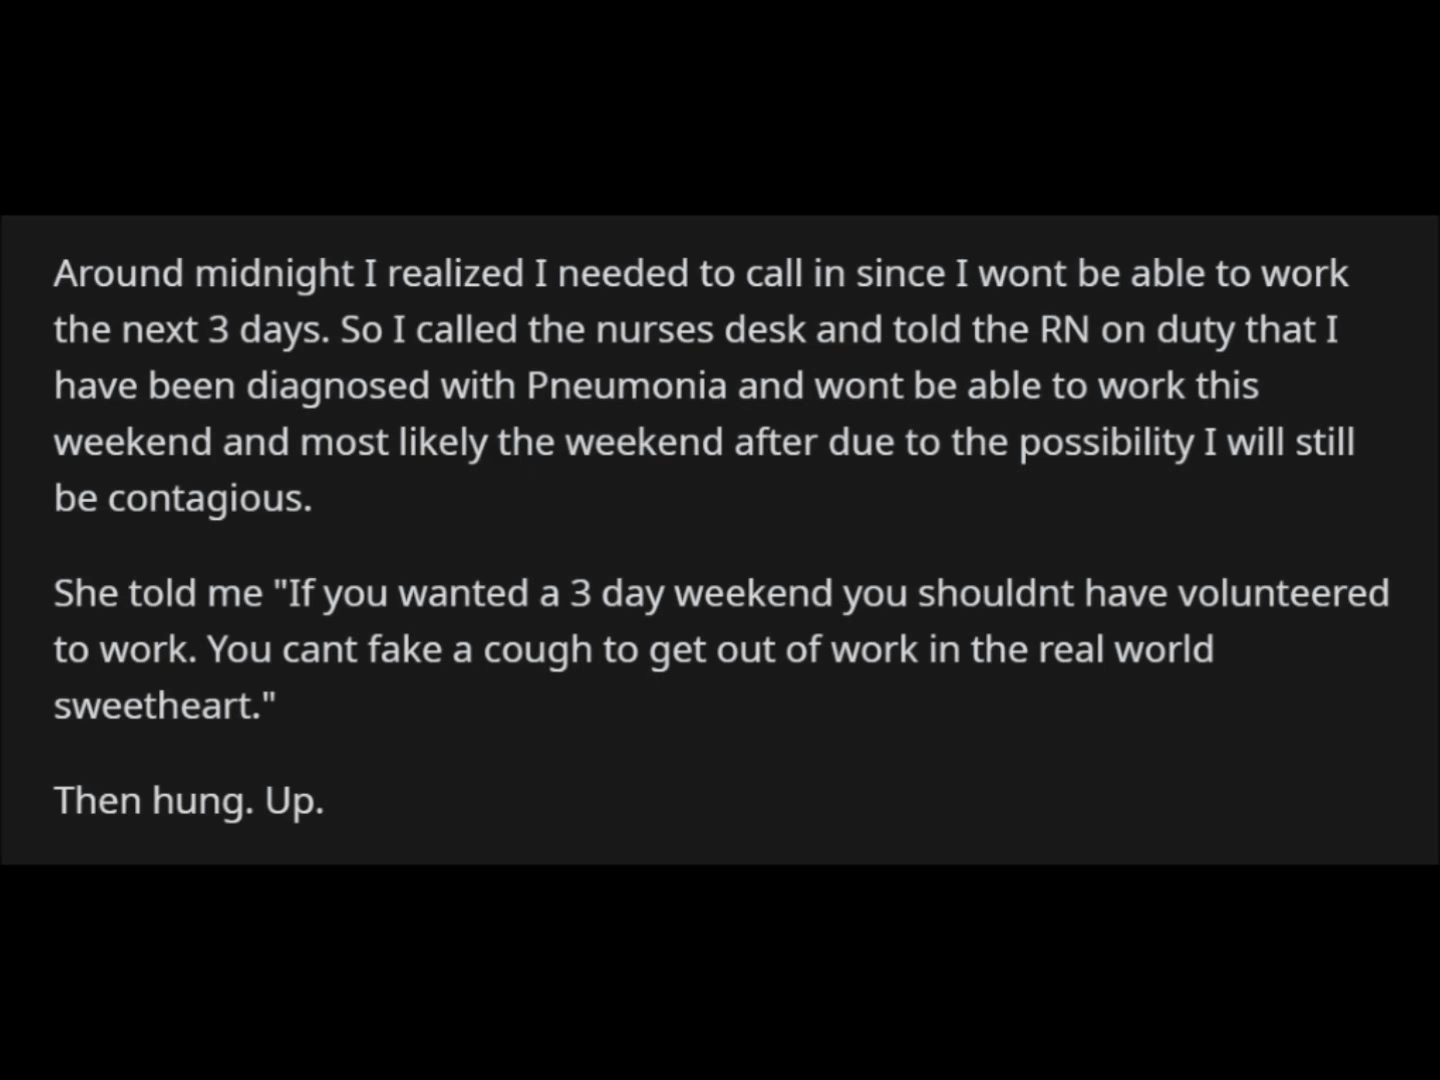 Around midnight I realized I needed to call in since I wont be able to work
the next 3 days. So I called the nurses desk and told the RN on duty that I
have been diagnosed with Pneumonia and wont be able to work this
weekend and most likely the weekend after due to the possibility I will still
be contagious.
She told me "If you wanted a 3 day weekend you shouldnt have volunteered
to work. You cant fake a cough to get out of work in the real world
sweetheart."
Then hung. Up.